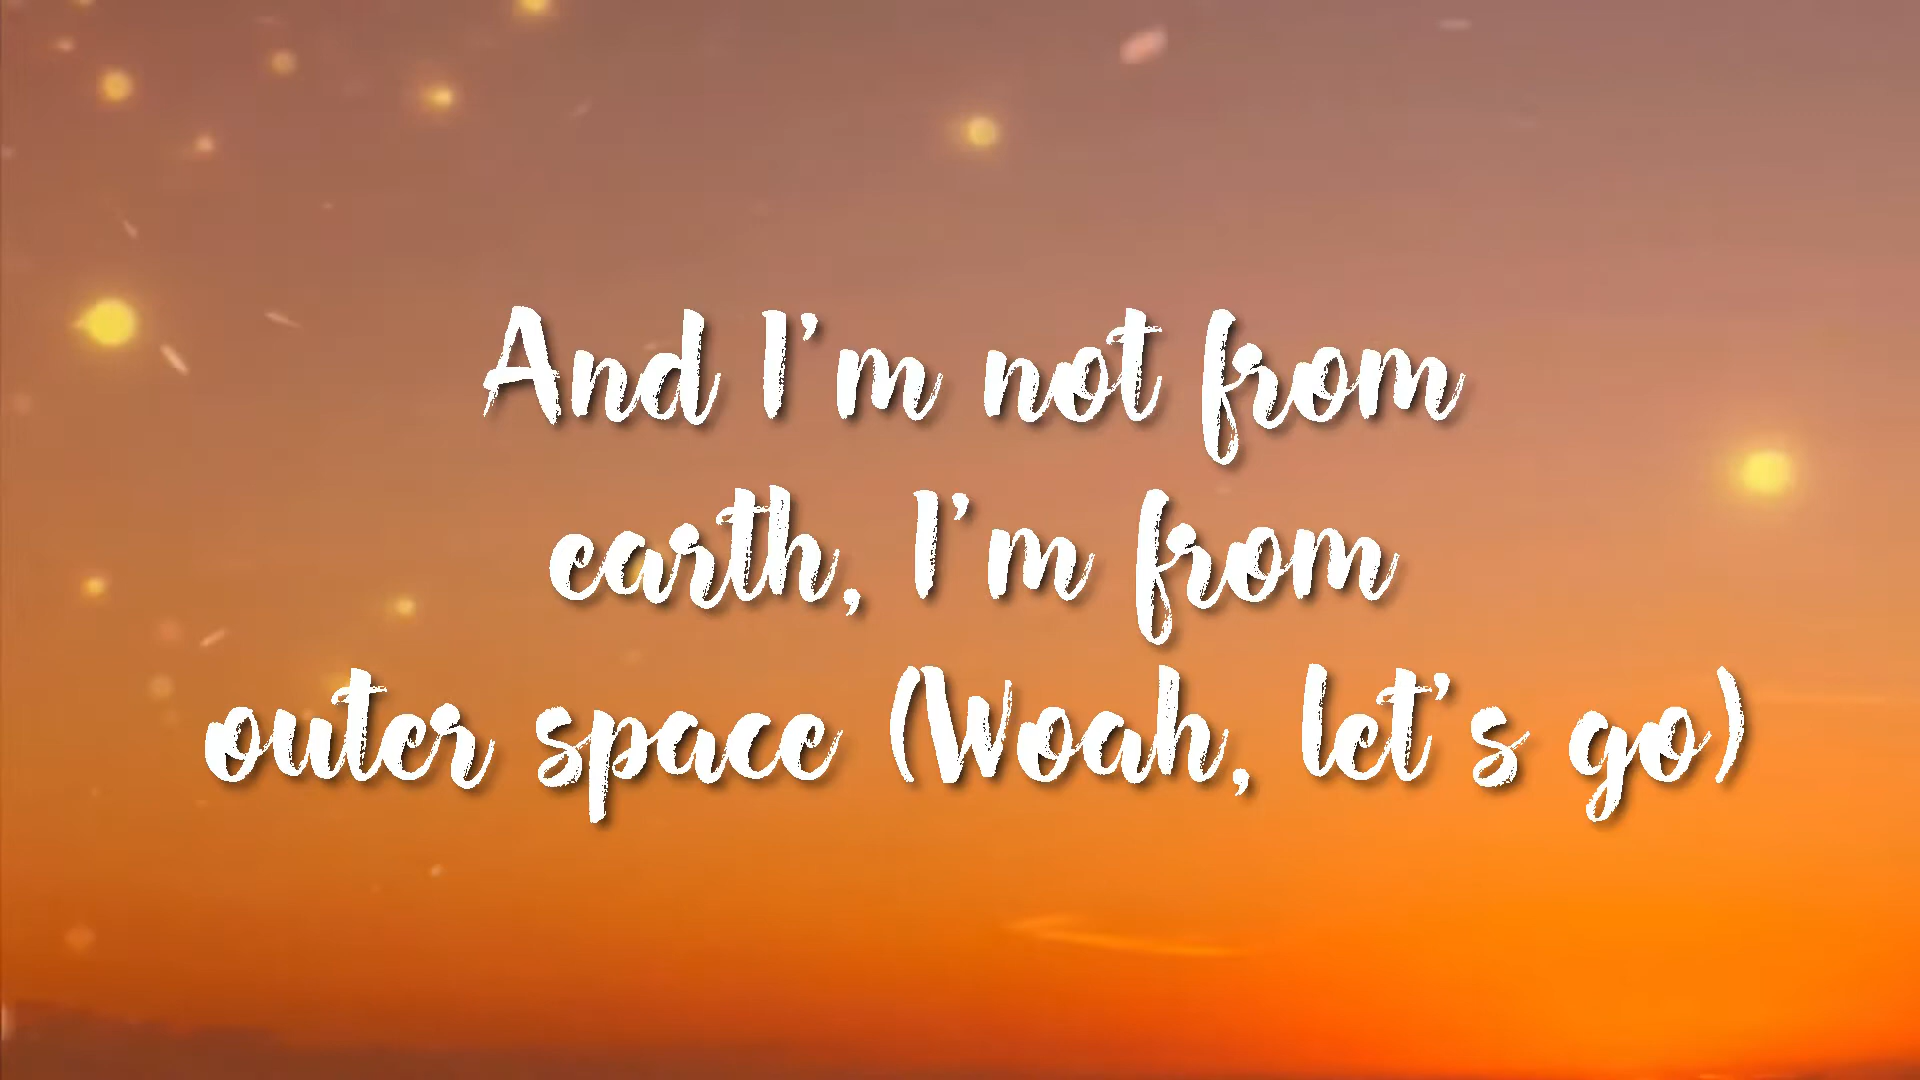 And I'm not from
earth, I'm from
outer space (Woah, let's go)